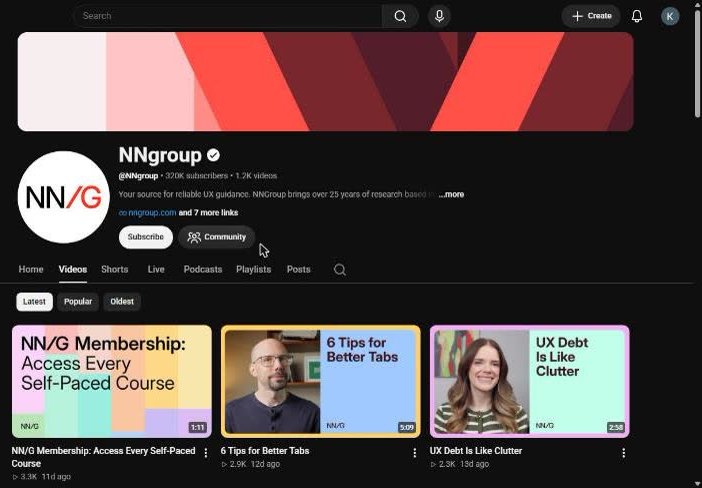 Search
Create
K
NNgroup
@NNgroup • 320K subscribers • 1.2K videos
Your source for reliable UX guidance. NNGroup brings over 25 years of research-based ...more
nngroup.com and 7 more links
Subscribe
Community
NN/G
Home Videos Shorts Live Podcasts Playlists Posts
Latest Popular Oldest
NN/G Membership:
Access Every
Self-Paced Course
NN/G
1:11
6 Tips for
Better Tabs
NN/G
5:09
UX Debt
Is Like
Clutter
NN/G
2:58
NN/G Membership: Access Every Self-Paced
Course
3.3K 11d ago
6 Tips for Better Tabs
2.9K 12d ago
UX Debt Is Like Clutter
2.3K 13d ago